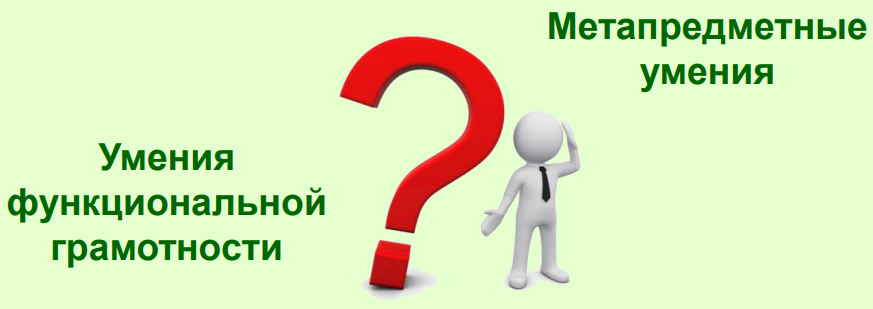 Метапредметные
умения
Умения
функциональной
грамотности